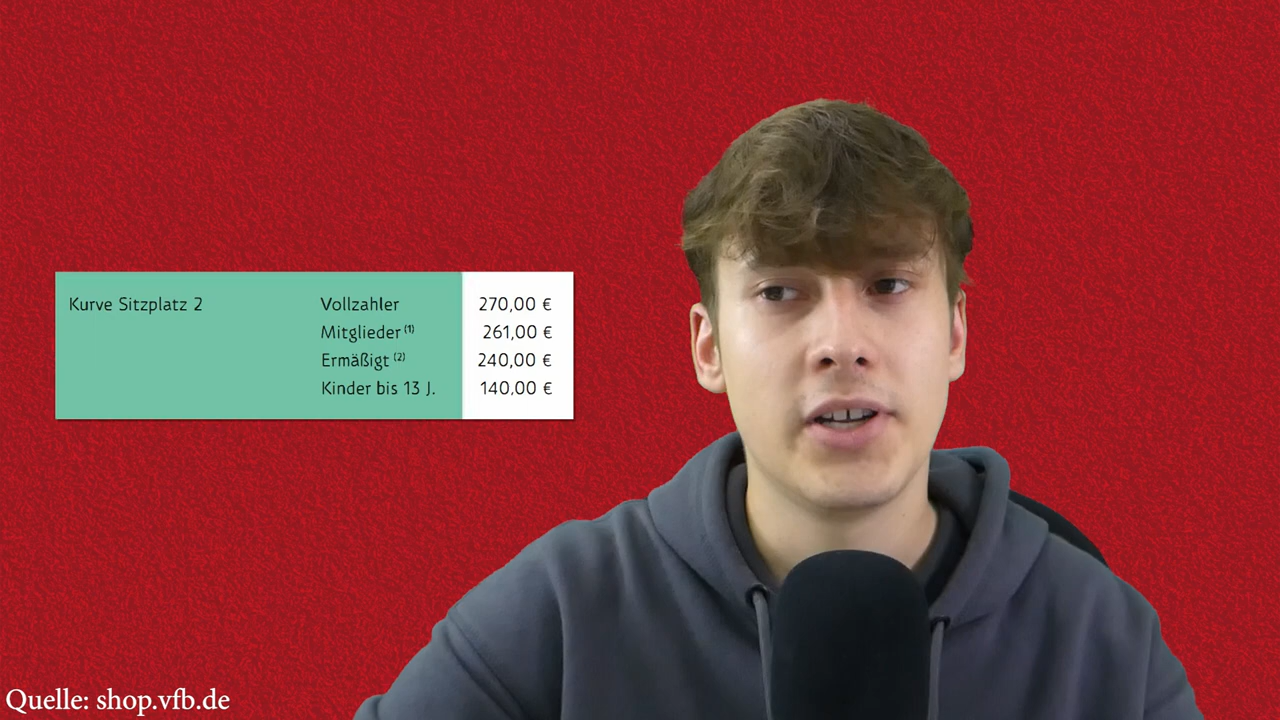 Kurve Sitzplatz 2 Vollzahler 270,00 €
Mitglieder (1) 261,00 €
Ermäßigt (2) 240,00 €
Kinder bis 13 J. 140,00 €
Quelle: shop.vfb.de